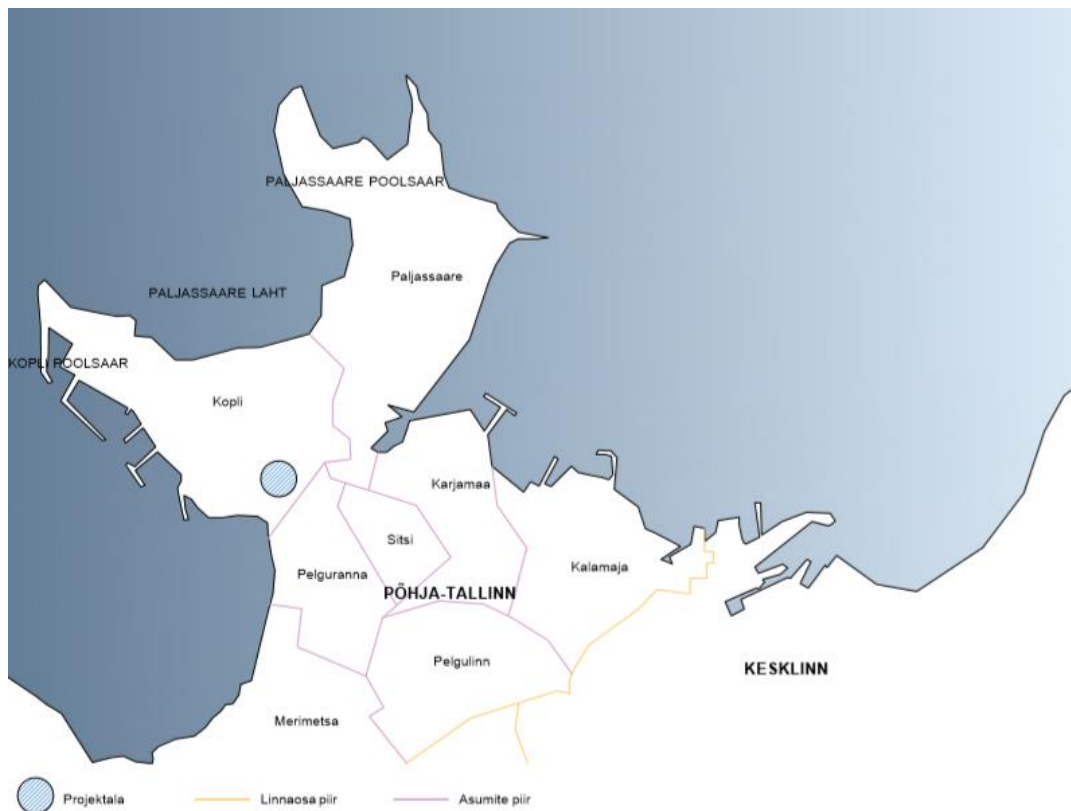 PALJASSAARE POOLSAAR
Paljassaare
PALJASSAARE LAHT
KOPLI POOLSAAR
Kopli
Karjamaa
Sitsi
Pelguranna
Kalamaja
PÕHJA-TALLINN
Pelgulinn
KESKLINN
Merimetsa
Projektala
Linnaosa piir
Asumite piir